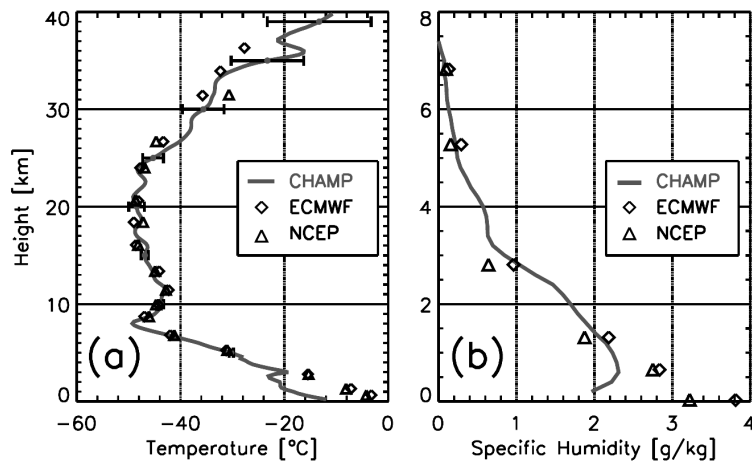 40
30
20
10
0
Height [km]
CHAMP
ECMWF
NCEP
(a)
−60
−40
−20
0
Temperature [°C]
8
6
4
2
0
CHAMP
ECMWF
NCEP
(b)
0
1
2
3
4
Specific Humidity [g/kg]